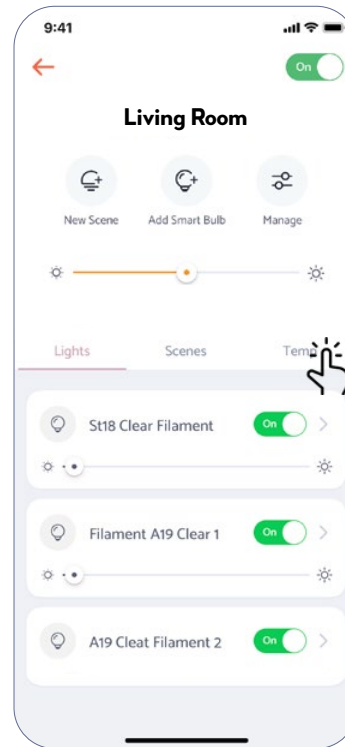 9:41
On
Living Room
New Scene Add Smart Bulb Manage
Lights Scenes Temp
St18 Clear Filament On
Filament A19 Clear 1 On
A19 Cleat Filament 2 On